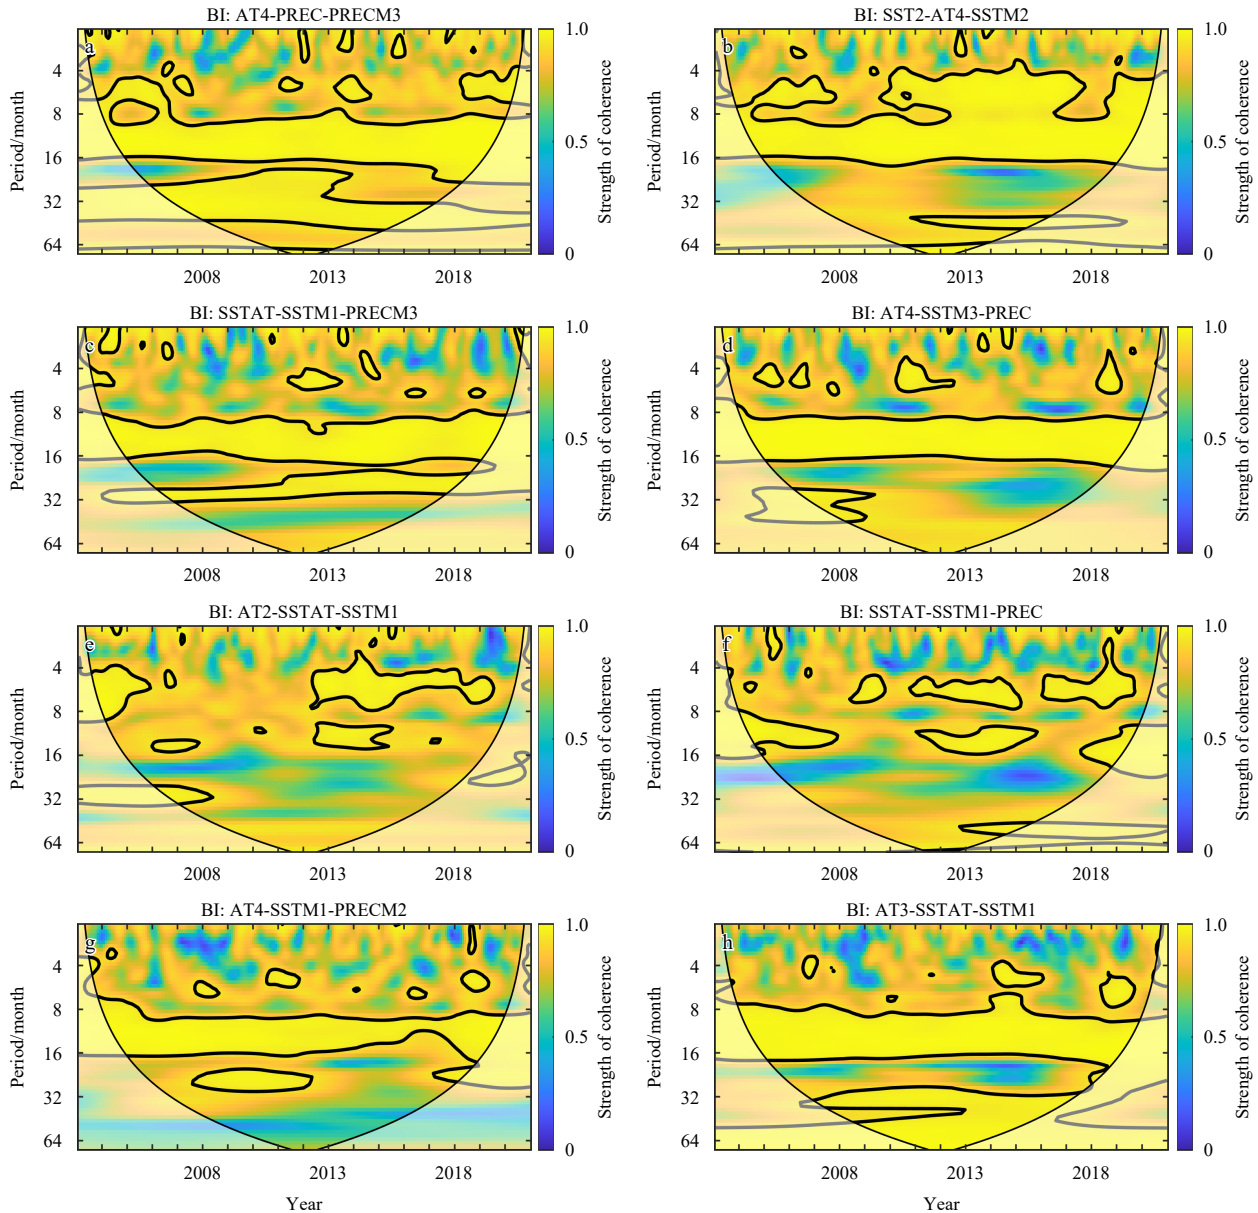 BI: AT4-PREC-PRECM3
a
4
8
16
32
64
Period/month
2008
2013
2018
1.0
0.5
0
Strength of coherence
BI: SST2-AT4-SSTM2
b
4
8
16
32
64
Period/month
2008
2013
2018
1.0
0.5
0
Strength of coherence
BI: SSTAT-SSTM1-PRECM3
c
4
8
16
32
64
Period/month
2008
2013
2018
1.0
0.5
0
Strength of coherence
BI: AT4-SSTM3-PREC
d
4
8
16
32
64
Period/month
2008
2013
2018
1.0
0.5
0
Strength of coherence
BI: AT2-SSTAT-SSTM1
e
4
8
16
32
64
Period/month
2008
2013
2018
1.0
0.5
0
Strength of coherence
BI: SSTAT-SSTM1-PREC
f
4
8
16
32
64
Period/month
2008
2013
2018
1.0
0.5
0
Strength of coherence
BI: AT4-SSTM1-PRECM2
g
4
8
16
32
64
Period/month
2008
2013
2018
Year
1.0
0.5
0
Strength of coherence
BI: AT3-SSTAT-SSTM1
h
4
8
16
32
64
Period/month
2008
2013
2018
Year
1.0
0.5
0
Strength of coherence